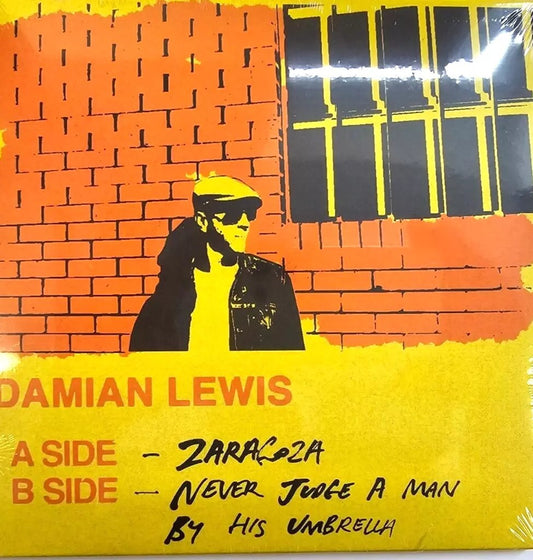 DAMIAN LEWIS
A SIDE - ZARAGOZA
B SIDE - NEVER JUDGE A MAN
BY HIS UMBRELLA